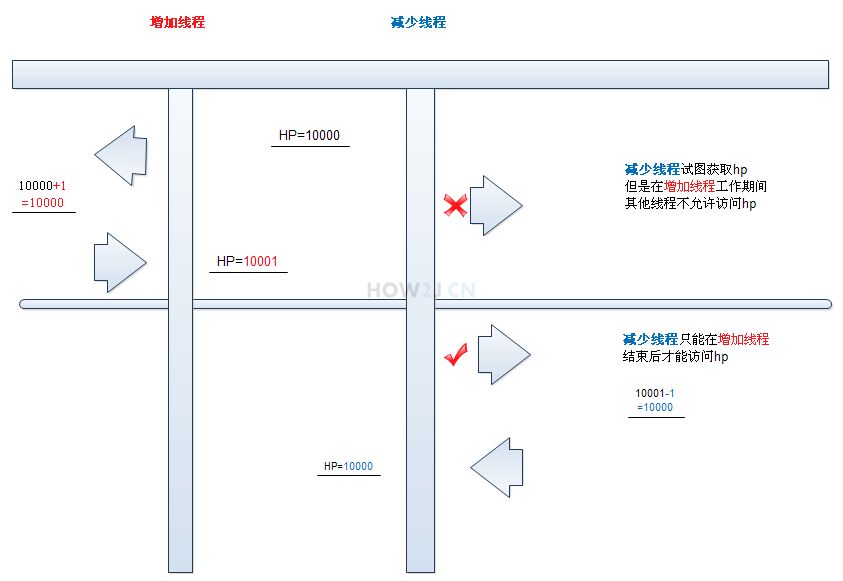 增加线程
减少线程
HP=10000
减少线程试图获取hp
但是在增加线程工作期间
其他线程不允许访问hp
10000+1
=10000
HP=10001
HOW2J.CN
减少线程只能在增加线程
结束后才能访问hp
10001-1
=10000
HP=10000